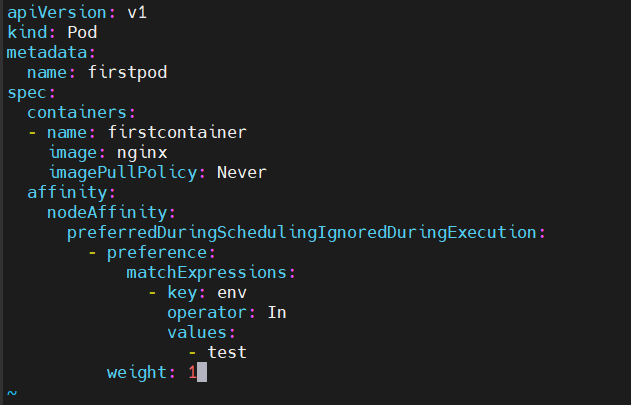 apiVersion: v1
kind: Pod
metadata:
  name: firstpod
spec:
  containers:
  - name: firstcontainer
    image: nginx
    imagePullPolicy: Never
  affinity:
    nodeAffinity:
      preferredDuringSchedulingIgnoredDuringExecution:
        - preference:
            matchExpressions:
              - key: env
                operator: In
                values:
                  - test
          weight: 1
~